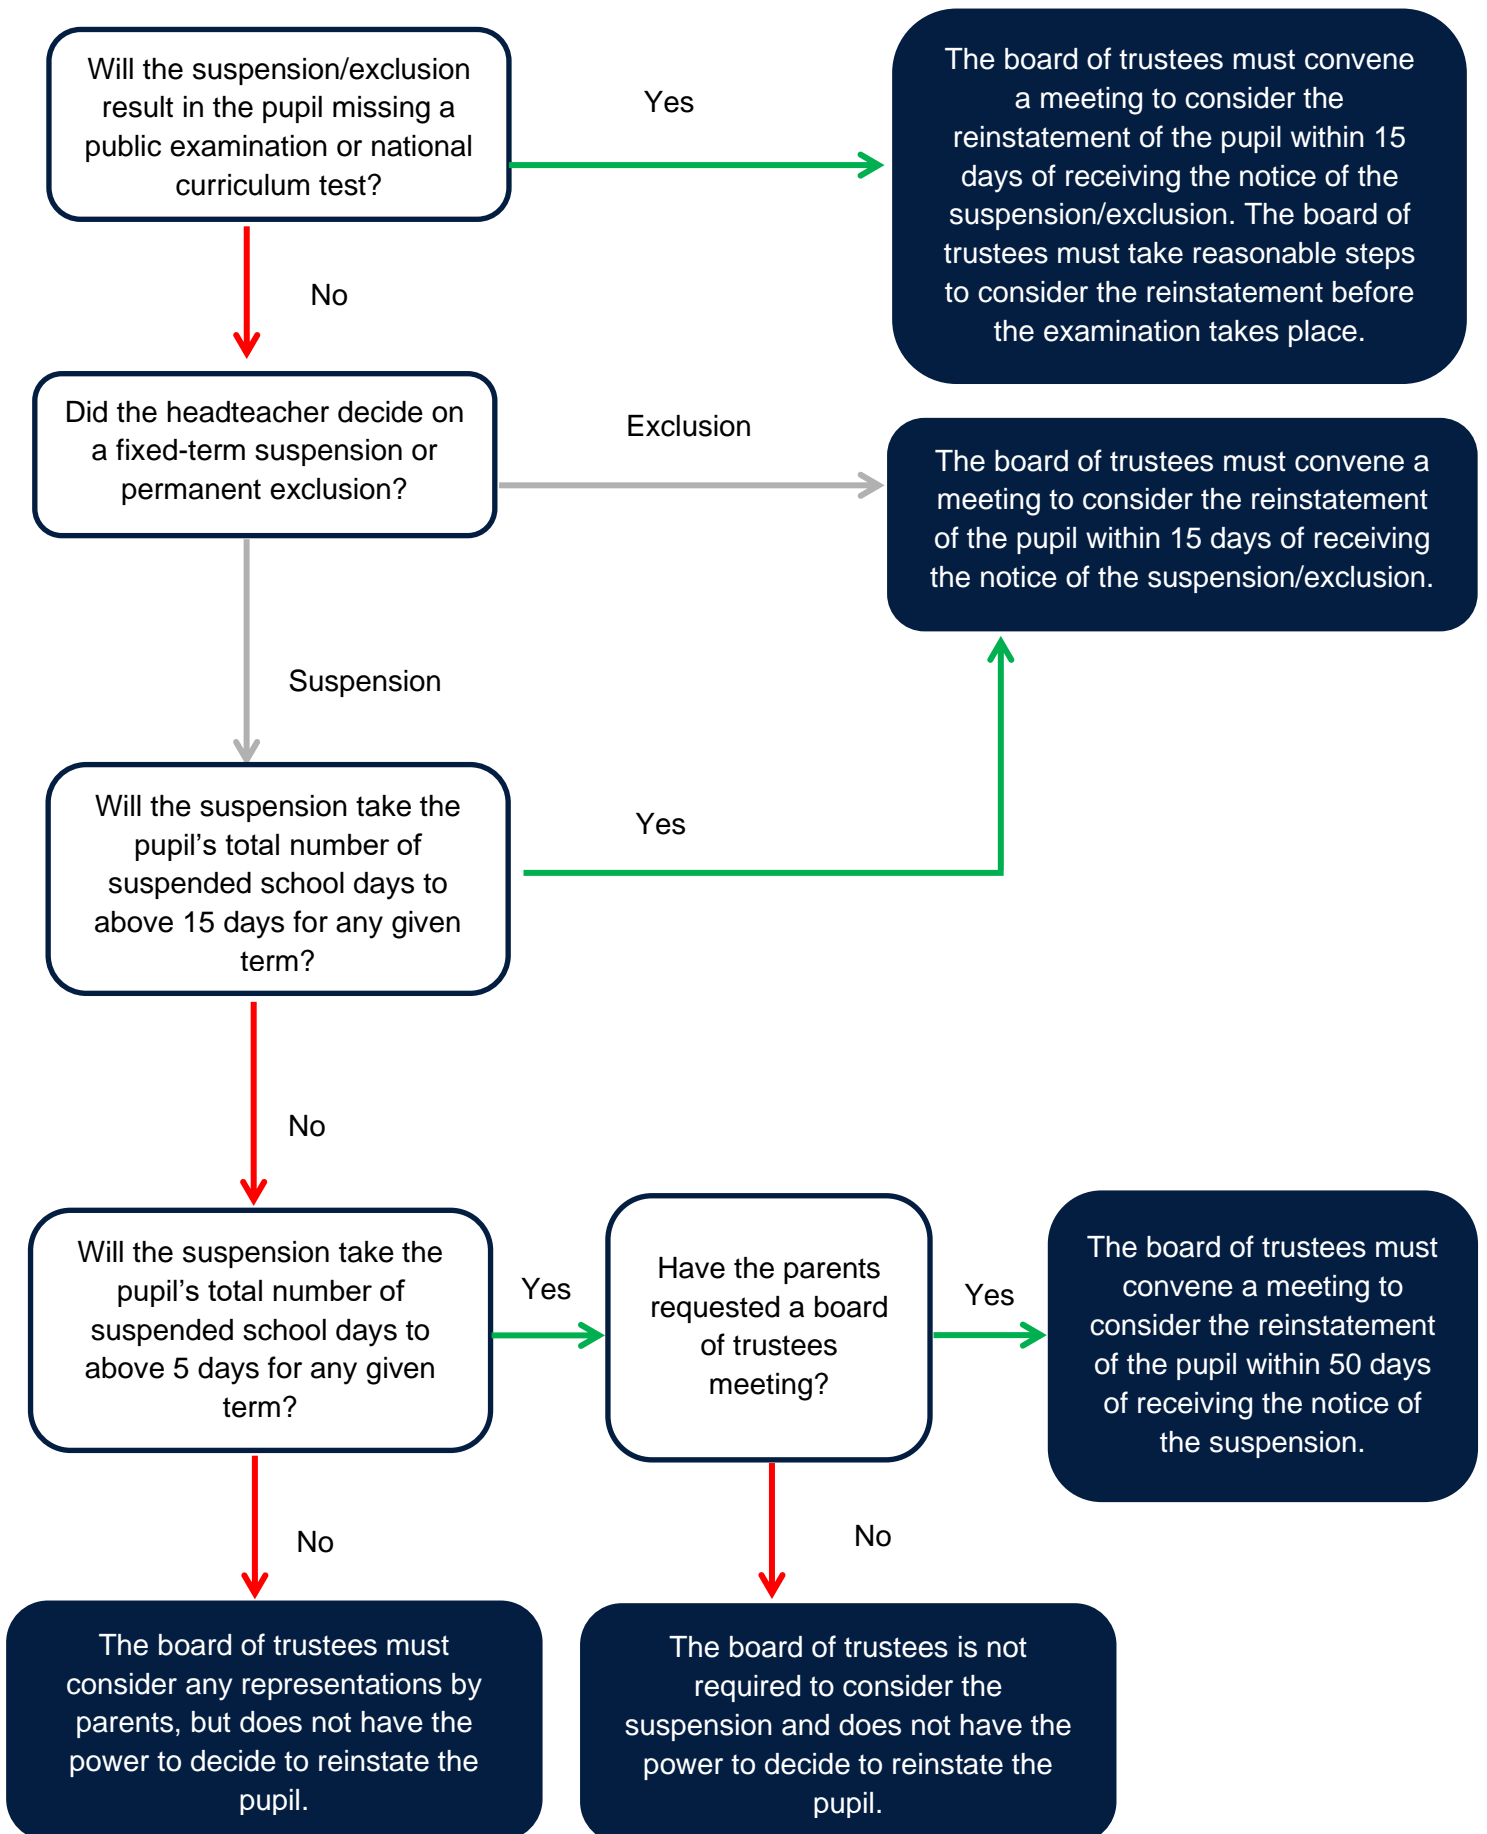 Will the suspension/exclusion
result in the pupil missing a
public examination or national
curriculum test?
Yes
The board of trustees must convene
a meeting to consider the
reinstatement of the pupil within 15
days of receiving the notice of the
suspension/exclusion. The board of
trustees must take reasonable steps
to consider the reinstatement before
the examination takes place.
No
Did the headteacher decide on
a fixed-term suspension or
permanent exclusion?
Exclusion
The board of trustees must convene a
meeting to consider the reinstatement
of the pupil within 15 days of receiving
the notice of the suspension/exclusion.
Suspension
Will the suspension take the
pupil’s total number of
suspended school days to
above 15 days for any given
term?
Yes
No
Will the suspension take the
pupil’s total number of
suspended school days to
above 5 days for any given
term?
Yes
Have the parents
requested a board
of trustees
meeting?
Yes
The board of trustees must
convene a meeting to
consider the reinstatement
of the pupil within 50 days
of receiving the notice of
the suspension.
No
No
The board of trustees must
consider any representations by
parents, but does not have the
power to decide to reinstate the
pupil.
The board of trustees is not
required to consider the
suspension and does not have the
power to decide to reinstate the
pupil.